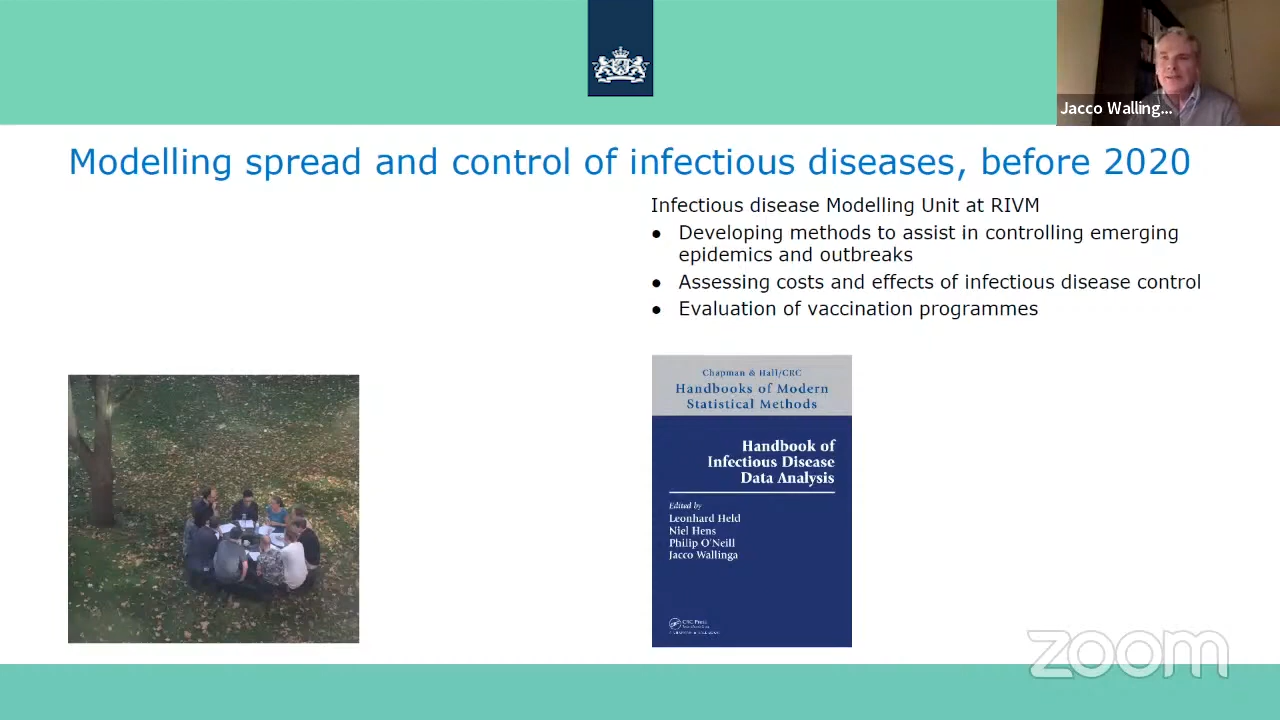 Jacco Walling...
Modelling spread and control of infectious diseases, before 2020
Infectious disease Modelling Unit at RIVM
● Developing methods to assist in controlling emerging
epidemics and outbreaks
● Assessing costs and effects of infectious disease control
● Evaluation of vaccination programmes
Chapman & Hall/CRC
Handbooks of Modern
Statistical Methods
Handbook of
Infectious Disease
Data Analysis
Edited by
Leonhard Held
Niel Hens
Philip O'Neill
Jacco Wallinga
CRC Press
zoom